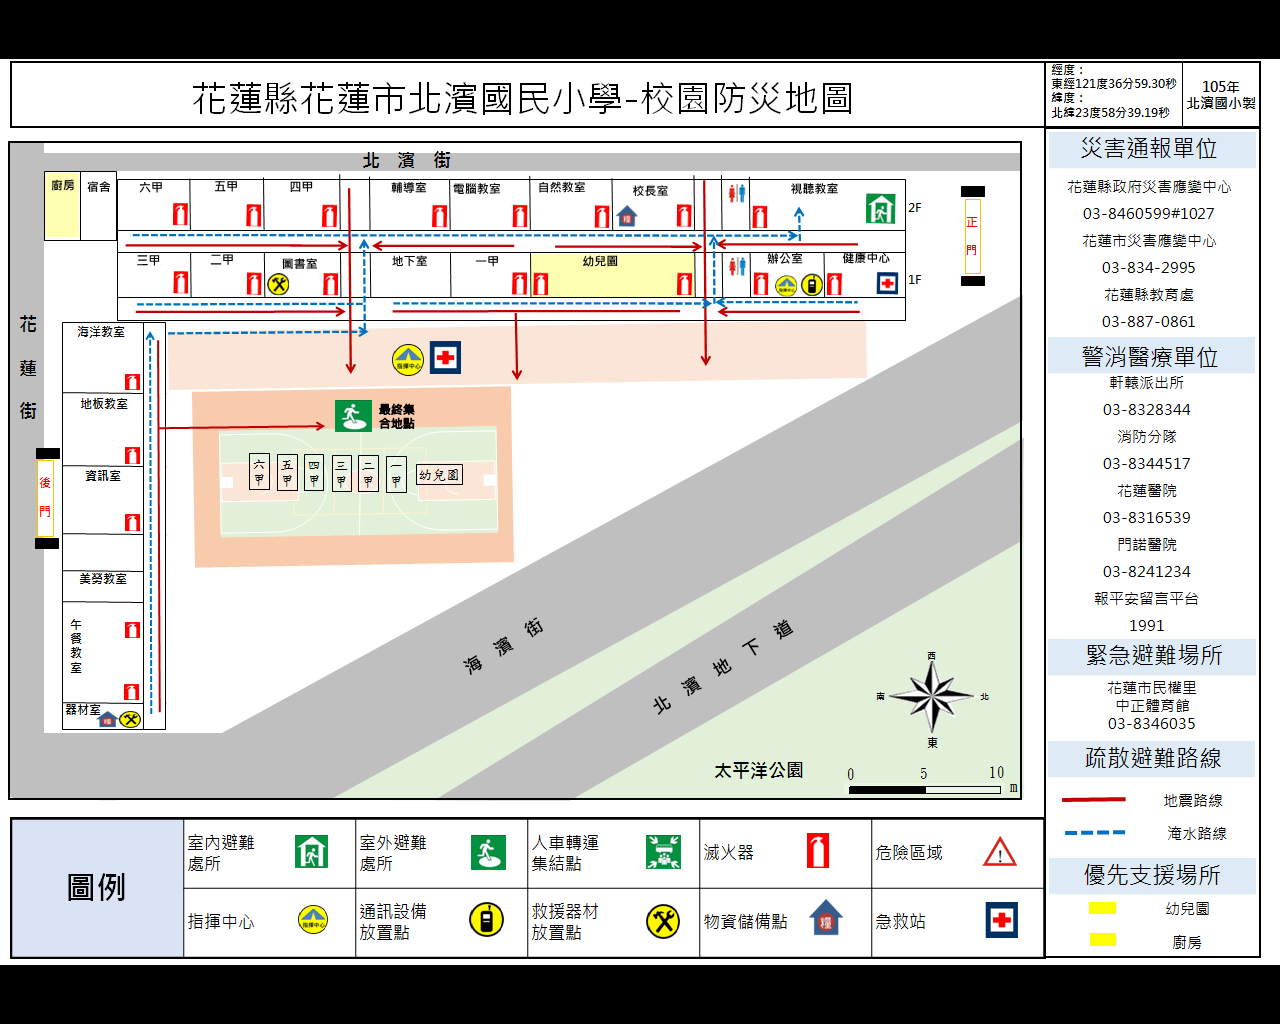 花蓮縣花蓮市北濱國民小學-校園防災地圖
經度：
東經121度36分59.30秒
緯度：
北緯23度58分39.19秒
105年
北濱國小製
北 濱 街
廚房
宿舍
六甲
五甲
四甲
輔導室
電腦教室
自然教室
校長室
糧
視聽教室
2F
三甲
二甲
圖書室
地下室
一甲
幼兒園
辦公室
指揮中心
健康中心
1F
正門
花蓮街
後門
海洋教室
地板教室
資訊室
美勞教室
午餐教室
器材室
糧
指揮中心
最終集
合地點
六甲
五甲
四甲
三甲
二甲
一甲
幼兒園
海濱街
北濱地下道
太平洋公園
西
南
北
東
0
5
10
m
災害通報單位
花蓮縣政府災害應變中心
03-8460599#1027
花蓮市災害應變中心
03-834-2995
花蓮縣教育處
03-887-0861
警消醫療單位
軒轅派出所
03-8328344
消防分隊
03-8344517
花蓮醫院
03-8316539
門諾醫院
03-8241234
報平安留言平台
1991
緊急避難場所
花蓮市民權里
中正體育館
03-8346035
疏散避難路線
地震路線
淹水路線
優先支援場所
幼兒園
廚房
圖例
室內避難
處所
室外避難
處所
人車轉運
集結點
滅火器
危險區域
指揮中心
指揮中心
通訊設備
放置點
救援器材
放置點
物資儲備點
糧
急救站